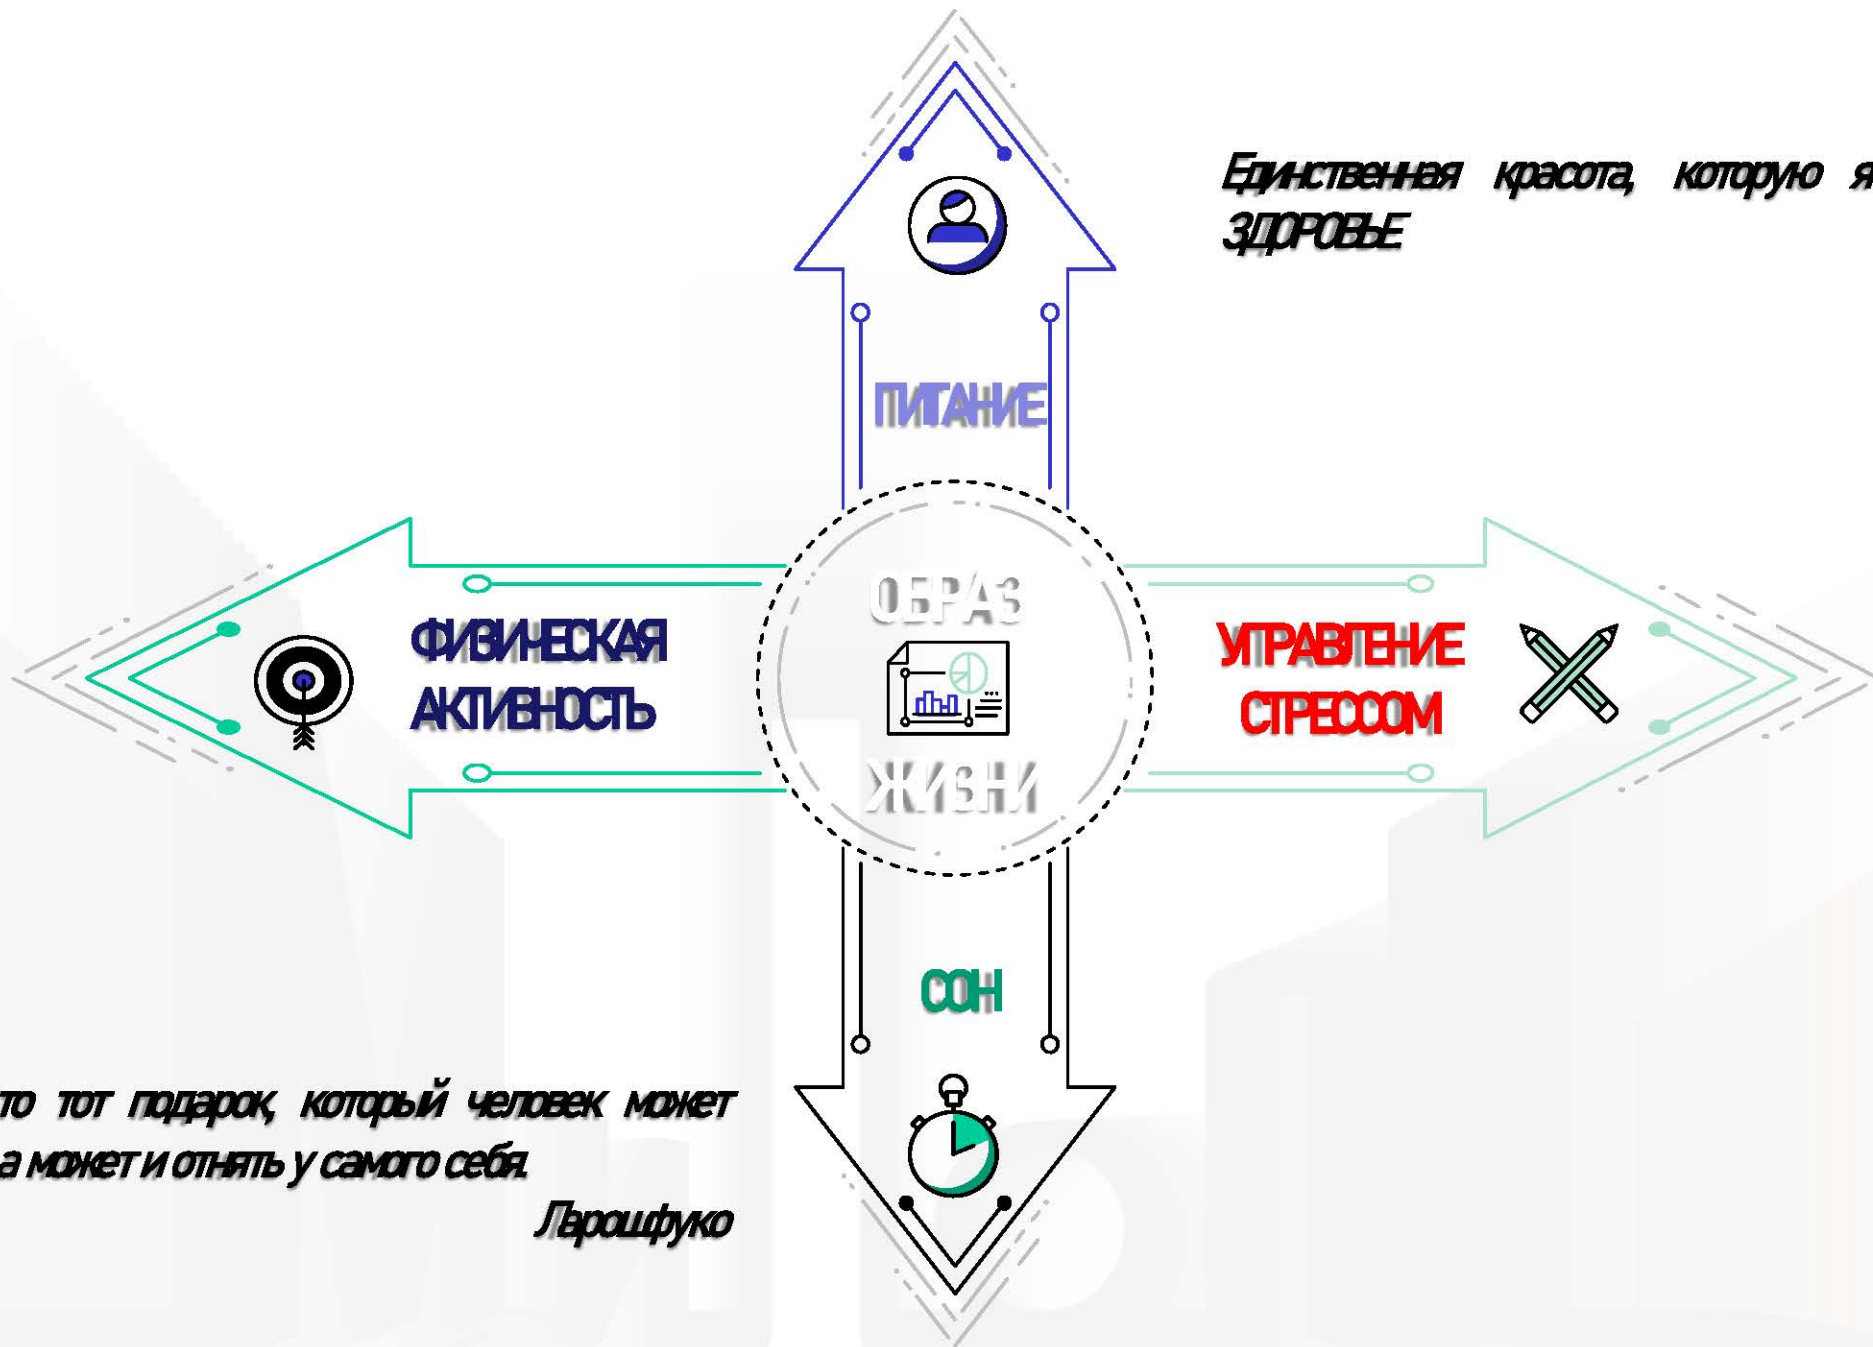 Единственная красота, которую я
ЗДОРОВЬЕ
ПИТАНИЕ
ОБРАЗ
ЖИЗНИ
ФИЗИЧЕСКАЯ
АКТИВНОСТЬ
УПРАВЛЕНИЕ
СТРЕССОМ
СОН
то тот подарок, который человек может
а может и отнять у самого себя.
Ларошфуко